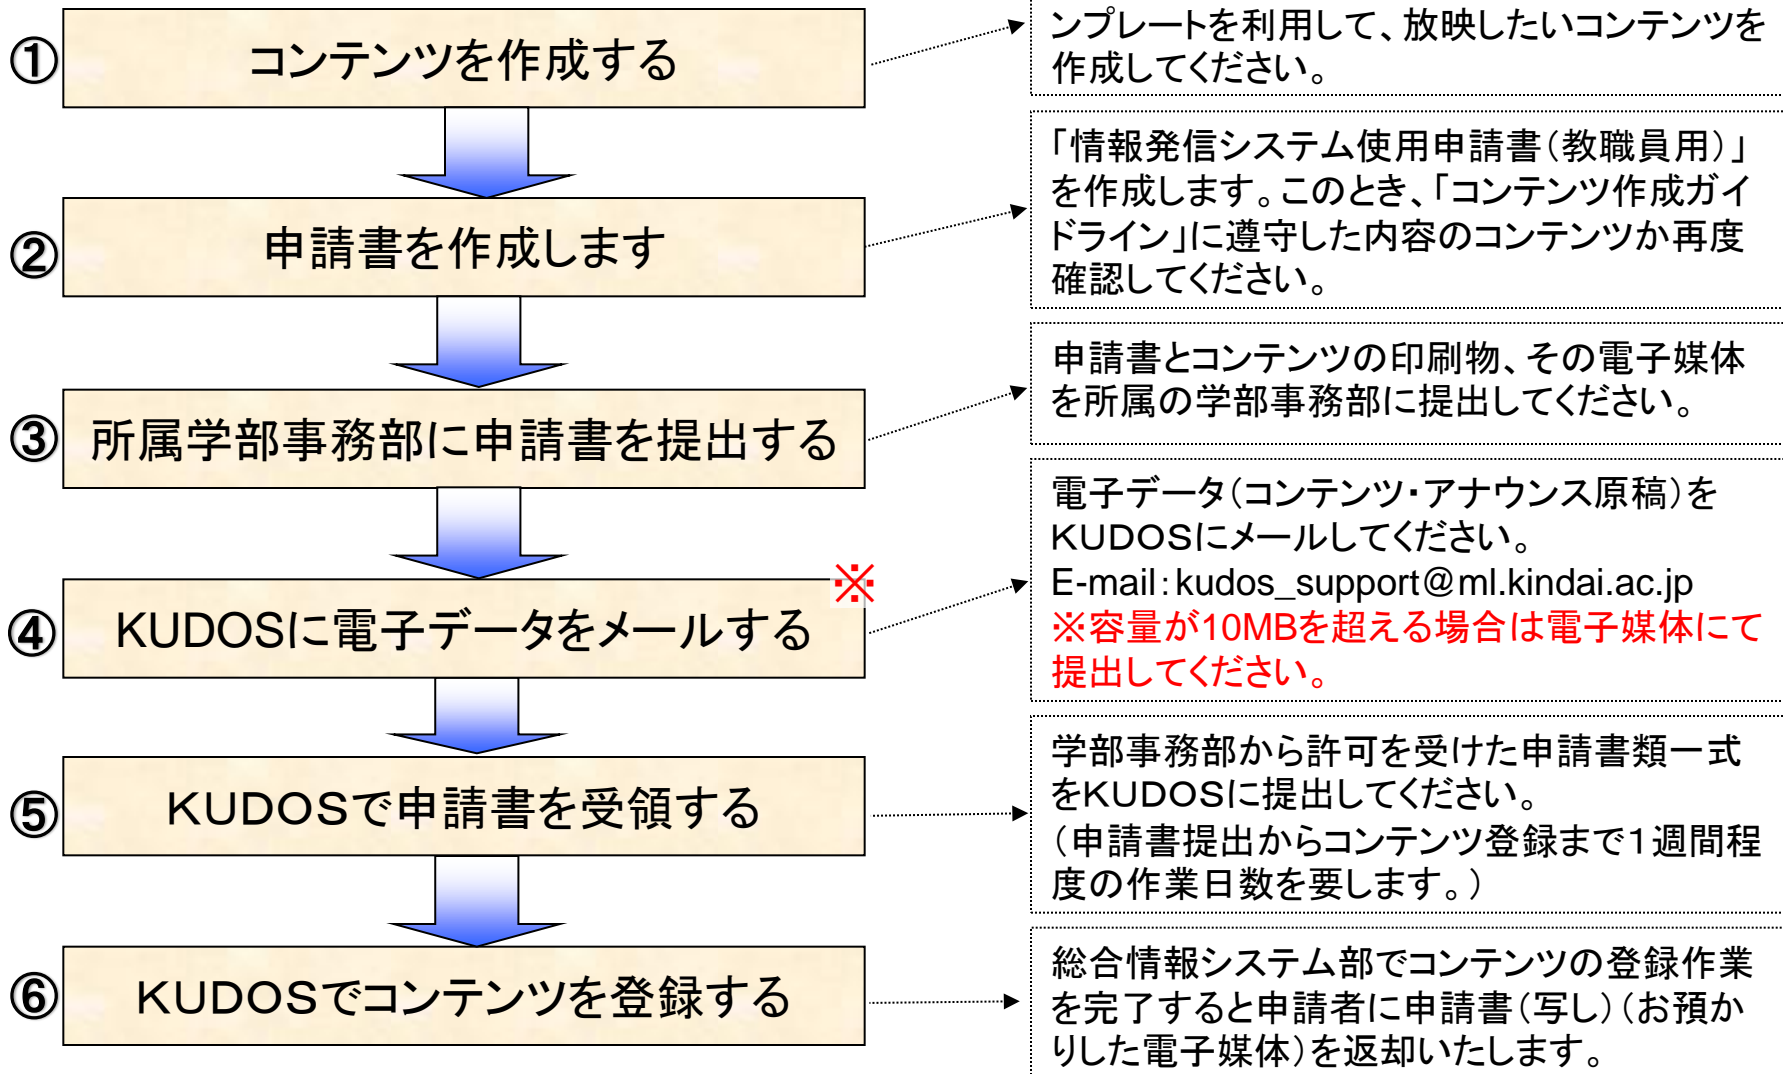 ①
コンテンツを作成する
ンプレートを利用して、放映したいコンテンツを
作成してください。
②
申請書を作成します
「情報発信システム使用申請書(教職員用)」
を作成します。このとき、「コンテンツ作成ガイ
ドライン」に遵守した内容のコンテンツか再度
確認してください。
③
所属学部事務部に申請書を提出する
申請書とコンテンツの印刷物、その電子媒体
を所属の学部事務部に提出してください。
④
KUDOSに電子データをメールする
※
電子データ(コンテンツ・アナウンス原稿)を
KUDOSにメールしてください。
E-mail:kudos_support@ml.kindai.ac.jp
※容量が10MBを超える場合は電子媒体にて
提出してください。
⑤
KUDOSで申請書を受領する
学部事務部から許可を受けた申請書類一式
をKUDOSに提出してください。
(申請書提出からコンテンツ登録まで1週間程
度の作業日数を要します。)
⑥
KUDOSでコンテンツを登録する
総合情報システム部でコンテンツの登録作業
を完了すると申請者に申請書(写し)(お預か
りした電子媒体)を返却いたします。